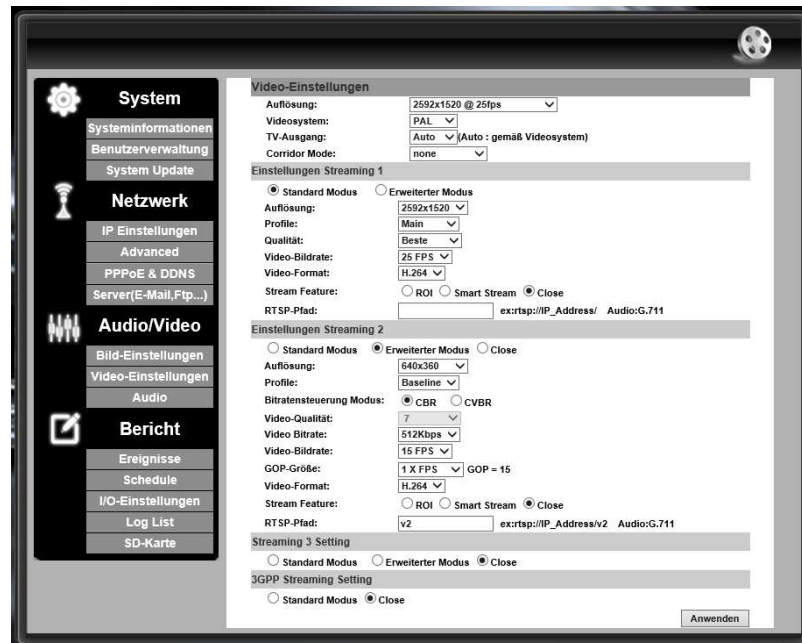 System
Systeminformationen
Benutzerverwaltung
System Update
Netzwerk
IP Einstellungen
Advanced
PPPoE & DDNS
Server(E-Mail,Ftp...)
Audio/Video
Bild-Einstellungen
Video-Einstellungen
Audio
Bericht
Ereignisse
Schedule
I/O-Einstellungen
Log List
SD-Karte
Video-Einstellungen
Auflösung: 2592x1520 @ 25fps
Videosystem: PAL
TV-Ausgang: Auto (Auto : gemäß Videosystem)
Corridor Mode: none
Einstellungen Streaming 1
Standard Modus Erweiterter Modus
Auflösung: 2592x1520
Profile: Main
Qualität: Beste
Video-Bildrate: 25 FPS
Video-Format: H.264
Stream Feature: ROI Smart Stream Close
RTSP-Pfad: ex:rtsp://IP_Address/ Audio:G.711
Einstellungen Streaming 2
Standard Modus Erweiterter Modus Close
Auflösung: 640x360
Profile: Baseline
Bitratensteuerung Modus: CBR CVBR
Video-Qualität: 7
Video Bitrate: 512Kbps
Video-Bildrate: 15 FPS
GOP-Größe: 1 X FPS GOP = 15
Video-Format: H.264
Stream Feature: ROI Smart Stream Close
RTSP-Pfad: v2 ex:rtsp://IP_Address/v2 Audio:G.711
Streaming 3 Setting
Standard Modus Erweiterter Modus Close
3GPP Streaming Setting
Standard Modus Close
Anwenden